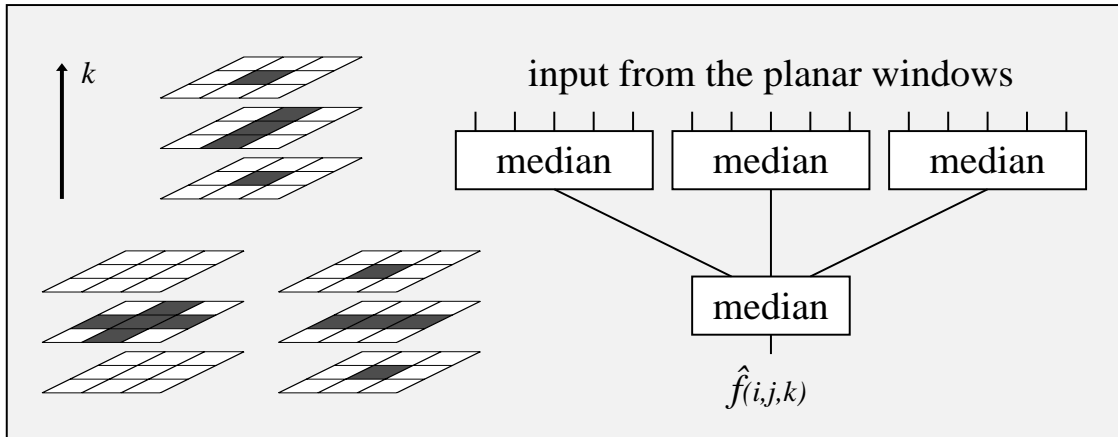 k
input from the planar windows
median median median
median
f̂(i,j,k)